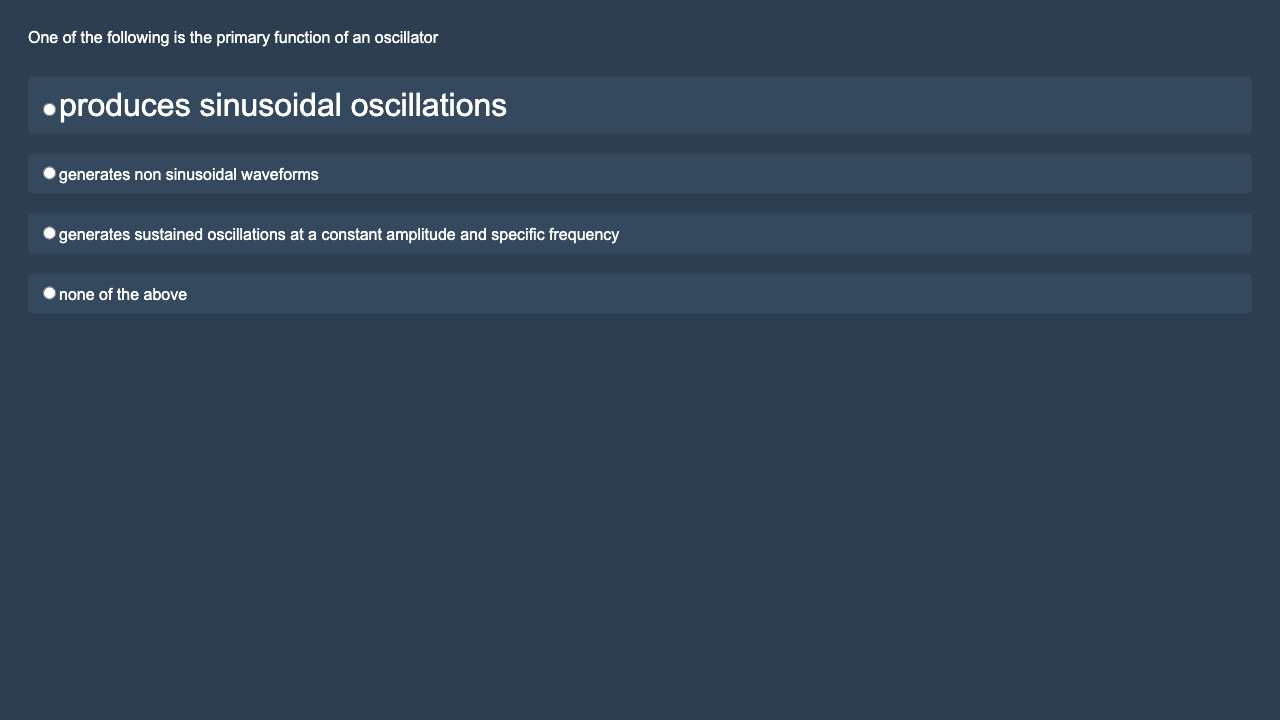 One of the following is the primary function of an oscillator
produces sinusoidal oscillations
generates non sinusoidal waveforms
generates sustained oscillations at a constant amplitude and specific frequency
none of the above